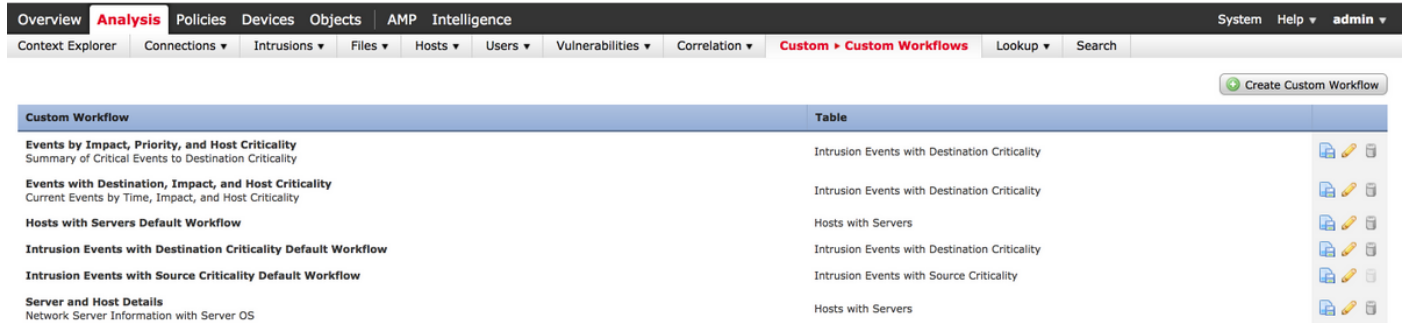 Overview Analysis Policies Devices Objects AMP Intelligence System Help ▾ admin ▾
Context Explorer Connections ▾ Intrusions ▾ Files ▾ Hosts ▾ Users ▾ Vulnerabilities ▾ Correlation ▾ Custom ▸ Custom Workflows Lookup ▾ Search
Create Custom Workflow
Custom Workflow Table
Events by Impact, Priority, and Host Criticality
Summary of Critical Events to Destination Criticality Intrusion Events with Destination Criticality
Events with Destination, Impact, and Host Criticality
Current Events by Time, Impact, and Host Criticality Intrusion Events with Destination Criticality
Hosts with Servers Default Workflow Hosts with Servers
Intrusion Events with Destination Criticality Default Workflow Intrusion Events with Destination Criticality
Intrusion Events with Source Criticality Default Workflow Intrusion Events with Source Criticality
Server and Host Details
Network Server Information with Server OS Hosts with Servers